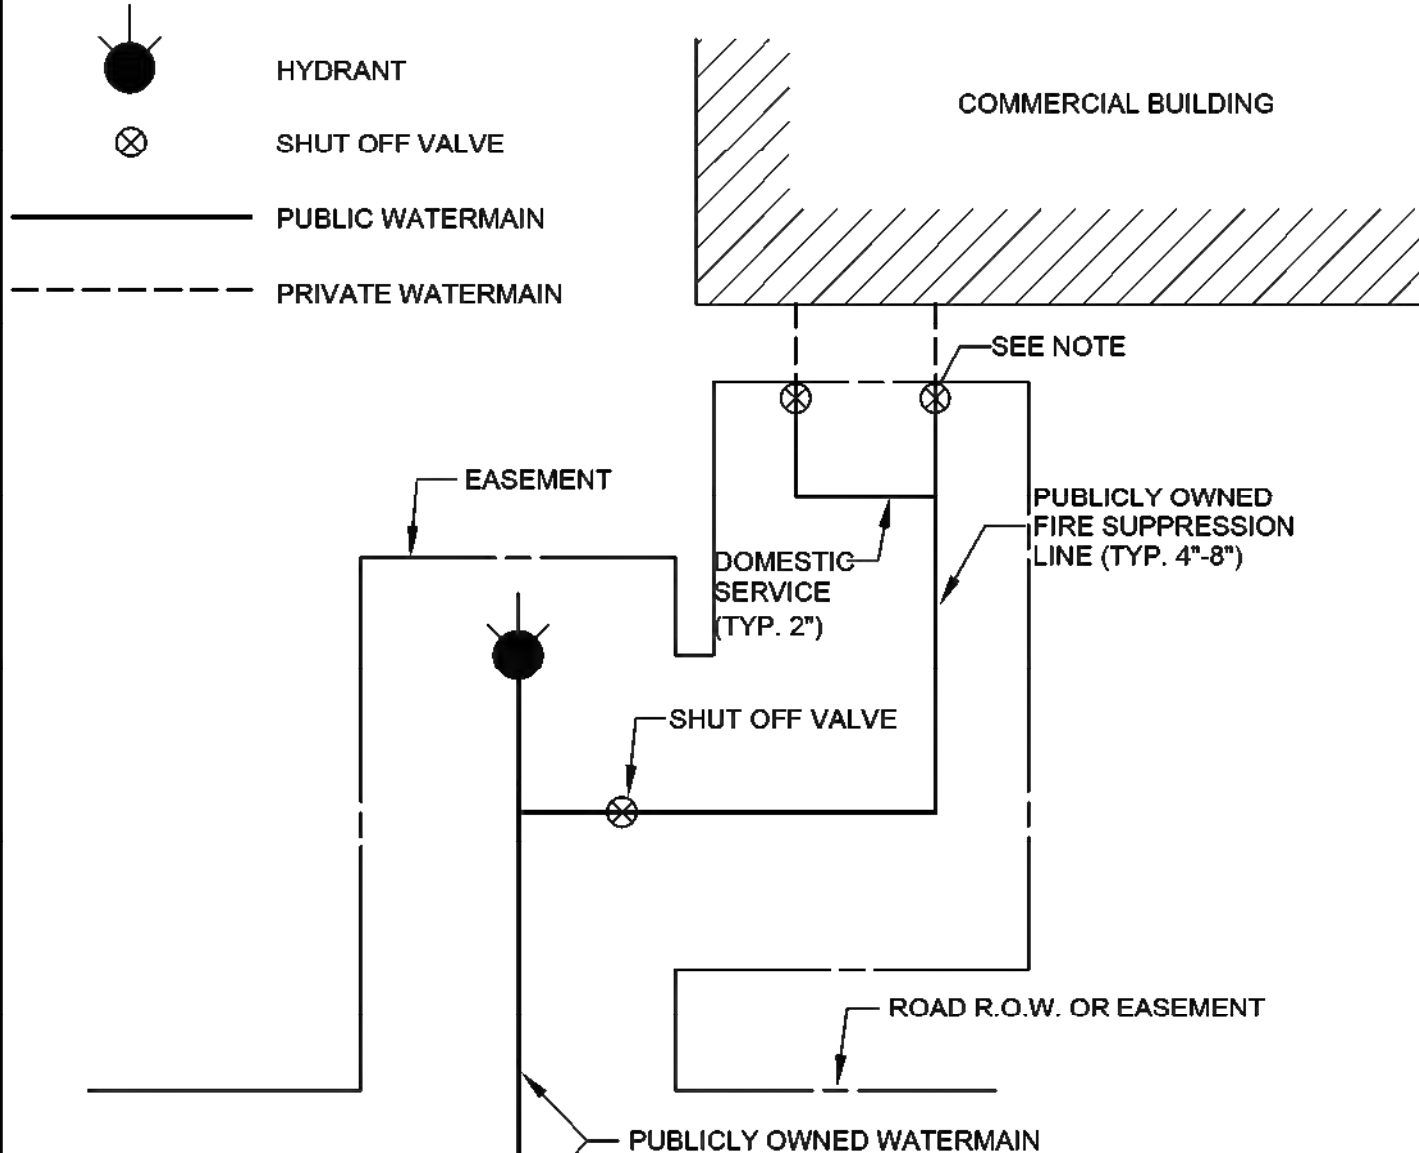 HYDRANT
SHUT OFF VALVE
PUBLIC WATERMAIN
PRIVATE WATERMAIN
COMMERCIAL BUILDING
SEE NOTE
EASEMENT
PUBLICLY OWNED
FIRE SUPPRESSION
LINE (TYP. 4"-8")
DOMESTIC
SERVICE
(TYP. 2")
SHUT OFF VALVE
ROAD R.O.W. OR EASEMENT
PUBLICLY OWNED WATERMAIN